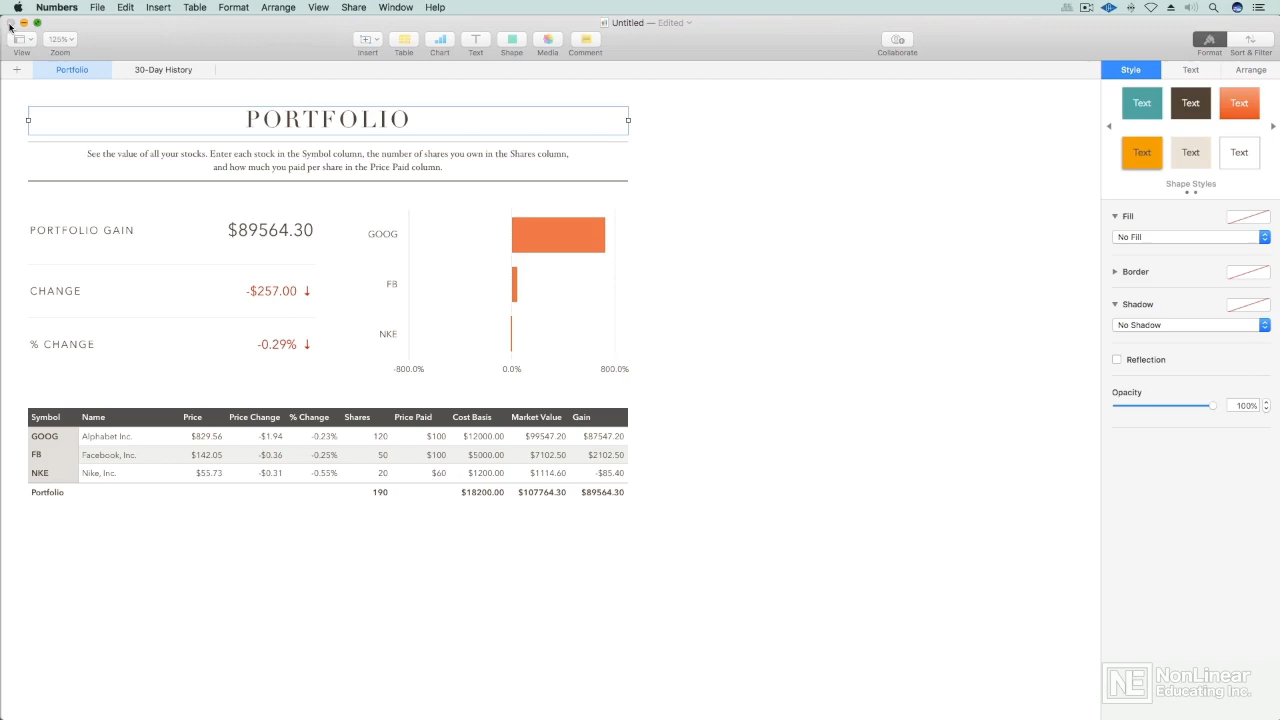 Numbers File Edit Insert Table Format Arrange View Share Window Help
Untitled — Edited
125%
View Zoom Insert Table Chart Text Shape Media Comment Collaborate Format Sort & Filter
Portfolio 30-Day History Style Text Arrange
PORTFOLIO
See the value of all your stocks. Enter each stock in the Symbol column, the number of shares you own in the Shares column,
and how much you paid per share in the Price Paid column.
PORTFOLIO GAIN $89564.30
CHANGE -$257.00 ↓
% CHANGE -0.29% ↓
GOOG
FB
NKE
-800.0% 0.0% 800.0%
Symbol Name Price Price Change % Change Shares Price Paid Cost Basis Market Value Gain
GOOG Alphabet Inc. $829.56 -$1.94 -0.23% 120 $100 $12000.00 $99547.20 $87547.20
FB Facebook, Inc. $142.05 -$0.36 -0.25% 50 $100 $5000.00 $7102.50 $2102.50
NKE Nike, Inc. $55.73 -$0.31 -0.55% 20 $60 $1200.00 $1114.60 -$85.40
Portfolio 190 $18200.00 $107764.30 $89564.30
Text Text Text
Text Text Text
Shape Styles
Fill
No Fill
Border
Shadow
No Shadow
Reflection
Opacity
100%
NE NonLinear
Educating Inc.